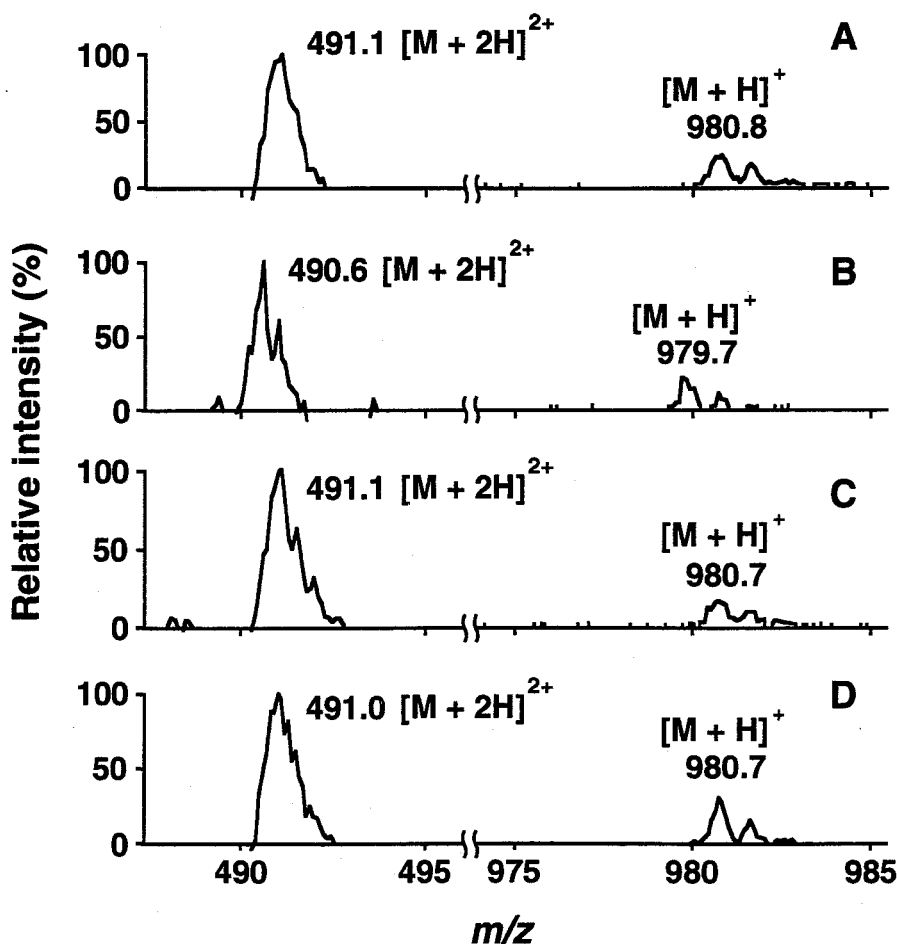 A
491.1 [M + 2H]2+
[M + H]+
980.8
100
50
0
B
490.6 [M + 2H]2+
[M + H]+
979.7
100
50
0
C
491.1 [M + 2H]2+
[M + H]+
980.7
100
50
0
D
491.0 [M + 2H]2+
[M + H]+
980.7
100
50
0
490 495 975 980 985
m/z
Relative intensity (%)